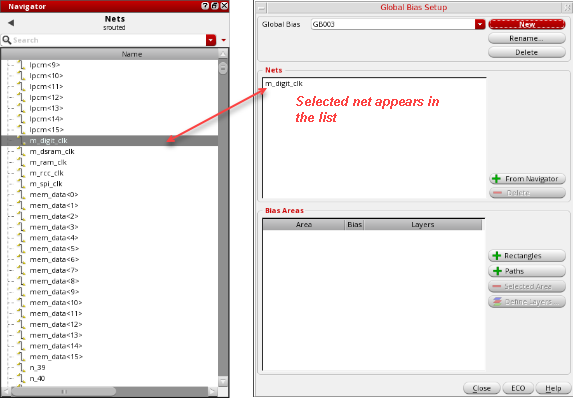 Navigator
Nets
srouted
Search
Name
lpcm<9>
lpcm<10>
lpcm<11>
lpcm<12>
lpcm<13>
lpcm<14>
lpcm<15>
m_digit_clk
m_dsram_clk
m_ram_clk
m_rcc_clk
m_spi_clk
mem_data<0>
mem_data<1>
mem_data<2>
mem_data<3>
mem_data<4>
mem_data<5>
mem_data<6>
mem_data<7>
mem_data<8>
mem_data<9>
mem_data<10>
mem_data<11>
mem_data<12>
mem_data<13>
mem_data<14>
mem_data<15>
n_39
n_40
Global Bias Setup
Global Bias GB003 New
Rename...
Delete
Nets
m_digit_clk
Selected net appears in
the list
From Navigator
Delete...
Bias Areas
Area Bias Layers
Rectangles
Paths
Selected Area
Define Layers...
Close ECO Help